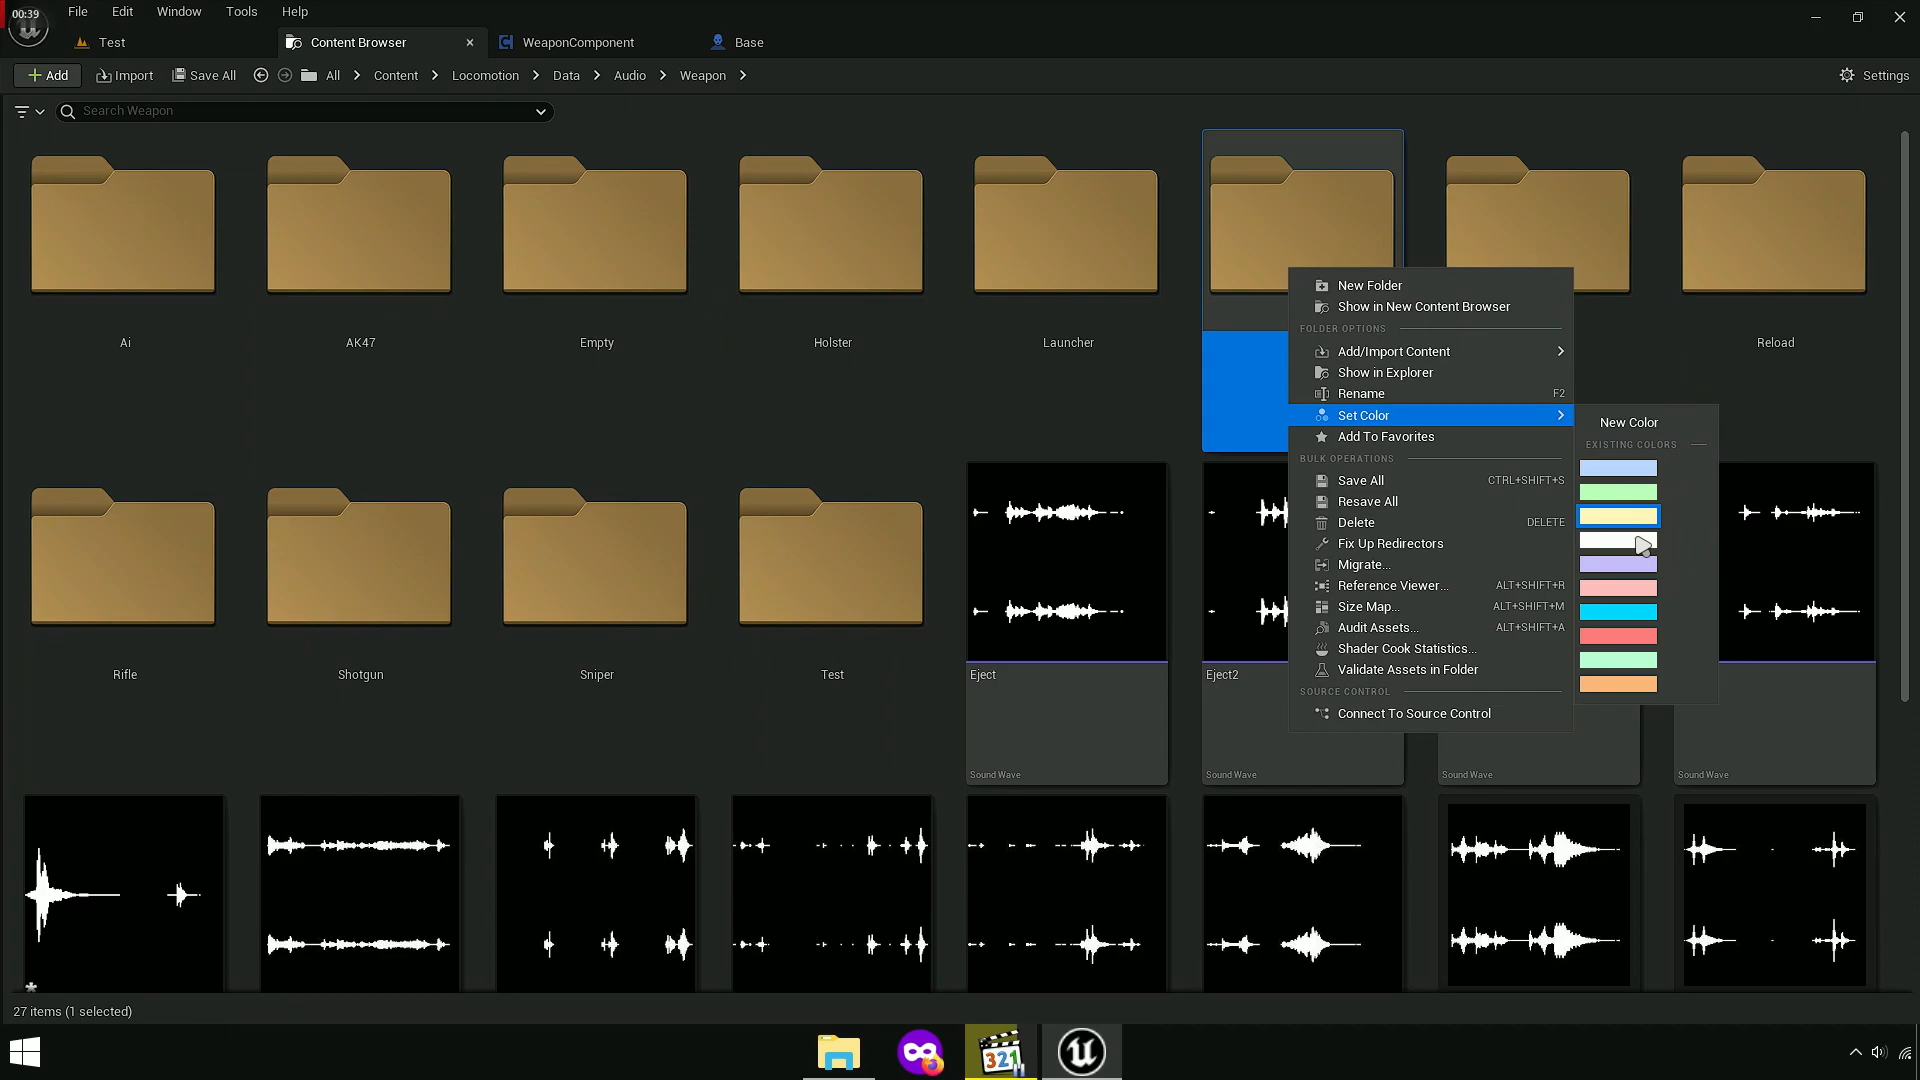 00:39
File Edit Window Tools Help
Test Content Browser WeaponComponent Base
Add Import Save All All Content Locomotion Data Audio Weapon Settings
Search Weapon
Ai AK47 Empty Holster Launcher Reload
New Folder
Show in New Content Browser
FOLDER OPTIONS
Add/Import Content
Show in Explorer
Rename F2
Set Color
Add To Favorites
BULK OPERATIONS
Save All CTRL+SHIFT+S
Resave All
Delete DELETE
Fix Up Redirectors
Migrate...
Reference Viewer... ALT+SHIFT+R
Size Map... ALT+SHIFT+M
Audit Assets... ALT+SHIFT+A
Shader Cook Statistics...
Validate Assets in Folder
SOURCE CONTROL
Connect To Source Control
New Color
EXISTING COLORS
Rifle Shotgun Sniper Test Eject Eject2
Sound Wave Sound Wave Sound Wave Sound Wave
27 items (1 selected)
321